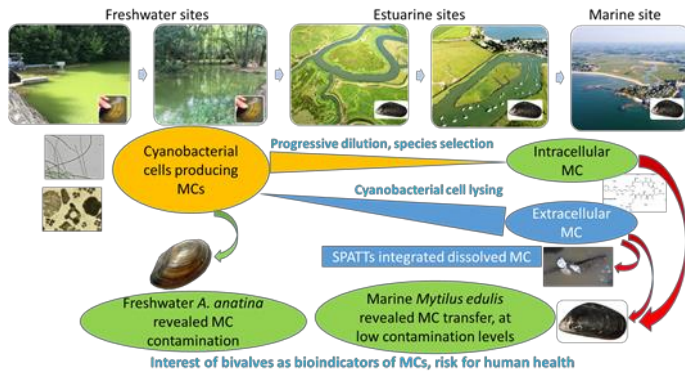 Freshwater sites
Estuarine sites
Marine site
Progressive dilution, species selection
Cyanobacterial
cells producing
MCs
Intracellular
MC
Cyanobacterial cell lysing
Extracellular
MC
SPATTs integrated dissolved MC
Freshwater A. anatina
revealed MC
contamination
Marine Mytilus edulis
revealed MC transfer, at
low contamination levels
Interest of bivalves as bioindicators of MCs, risk for human health